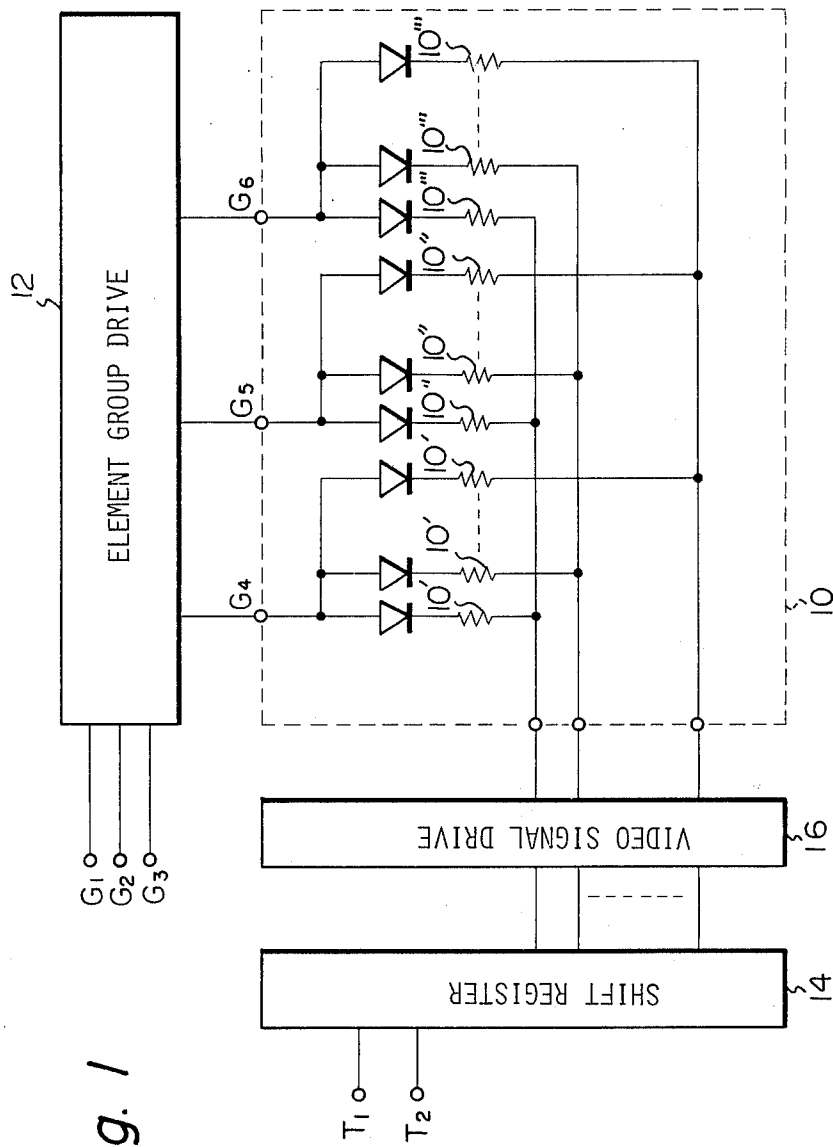 12
ELEMENT GROUP DRIVE
G1
G2
G3
G4
G5
G6
10'
10'
10'
10"
10"
10"
10'''
10'''
10'''
10
VIDEO SIGNAL DRIVE
16
SHIFT REGISTER
14
T1
T2
g. 1